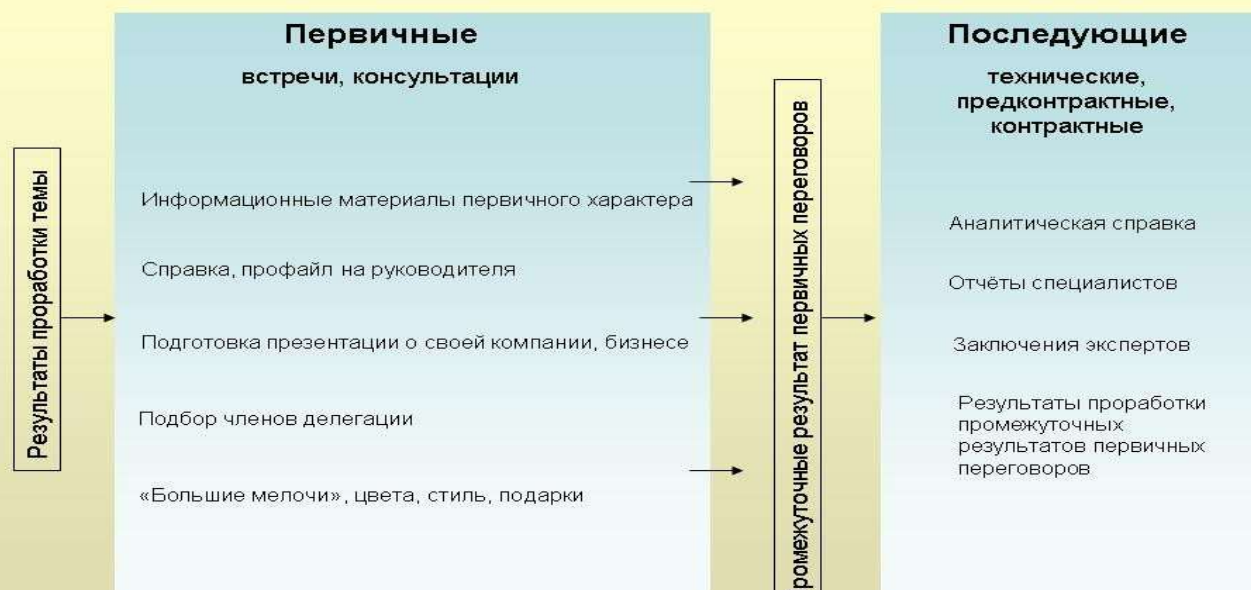 Результаты проработки темы
Первичные
встречи, консультации
Информационные материалы первичного характера
Справка, профайл на руководителя
Подготовка презентации о своей компании, бизнесе
Подбор членов делегации
«Большие мелочи», цвета, стиль, подарки
ромежуточные результат первичных переговоров
Последующие
технические,
предконтрактные,
контрактные
Аналитическая справка
Отчёты специалистов
Заключения экспертов
Результаты проработки
промежуточных
результатов первичных
переговоров